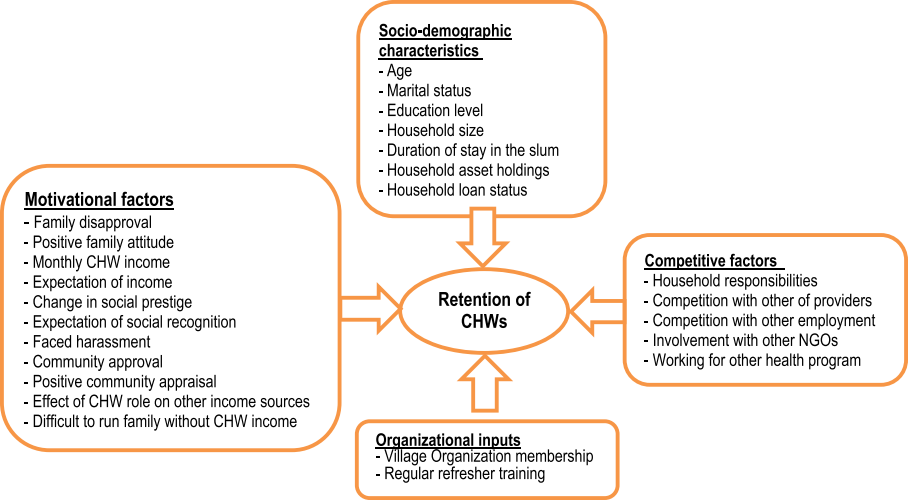 Socio-demographic
characteristics
- Age
- Marital status
- Education level
- Household size
- Duration of stay in the slum
- Household asset holdings
- Household loan status
Motivational factors
- Family disapproval
- Positive family attitude
- Monthly CHW income
- Expectation of income
- Change in social prestige
- Expectation of social recognition
- Faced harassment
- Community approval
- Positive community appraisal
- Effect of CHW role on other income sources
- Difficult to run family without CHW income
Retention of
CHWs
Competitive factors
- Household responsibilities
- Competition with other of providers
- Competition with other employment
- Involvement with other NGOs
- Working for other health program
Organizational inputs
- Village Organization membership
- Regular refresher training